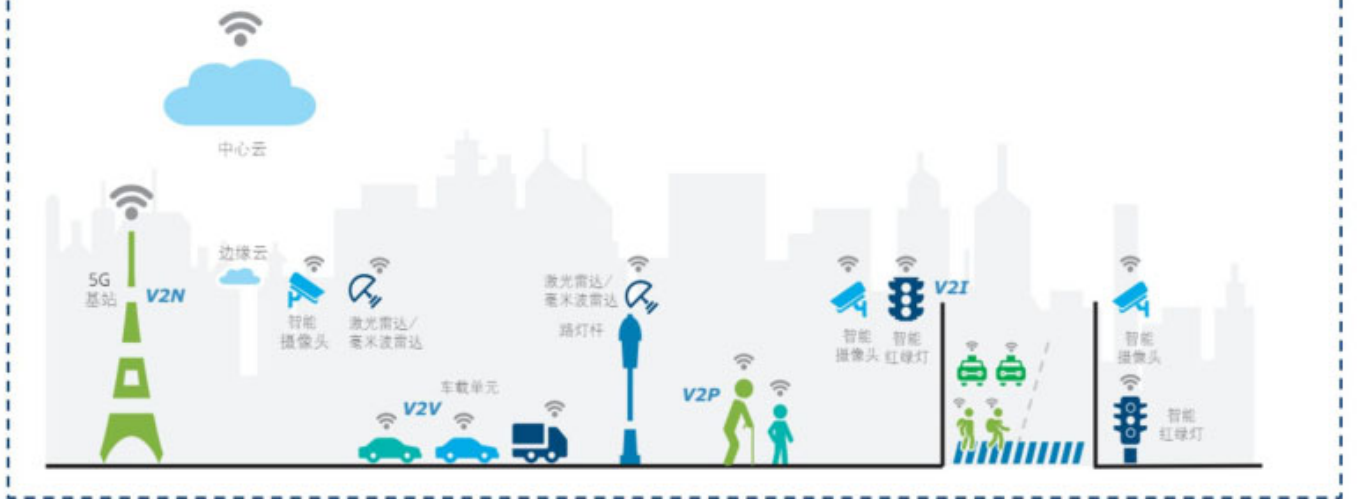 中心云
边缘云
5G
基站
V2N
智能
摄像头
激光雷达/
毫米波雷达
车载单元
V2V
激光雷达/
毫米波雷达
路灯杆
V2P
智能
摄像头
智能
红绿灯
V2I
智能
摄像头
智能
红绿灯